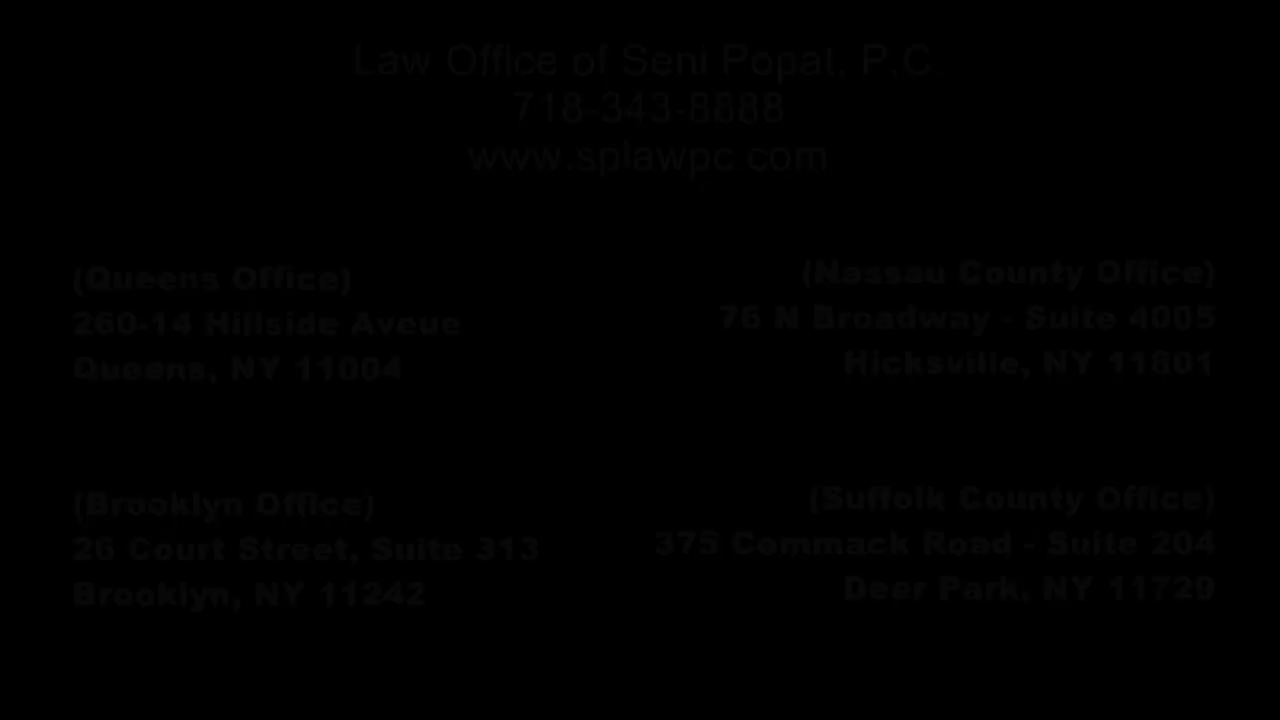 Law Office of Seni Popat, P.C.
718-343-8888
www.splawpc.com
(Queens Office)
260-14 Hillside Aveue
Queens, NY 11004
(Nassau County Office)
76 N Broadway - Suite 4005
Hicksville, NY 11801
(Brooklyn Office)
26 Court Street, Suite 313
Brooklyn, NY 11242
(Suffolk County Office)
375 Commack Road - Suite 204
Deer Park, NY 11729